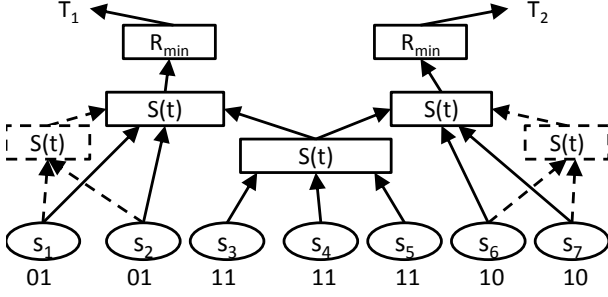 T1 T2
Rmin Rmin
S(t) S(t)
S(t) S(t) S(t)
s1 s2 s3 s4 s5 s6 s7
01 01 11 11 11 10 10